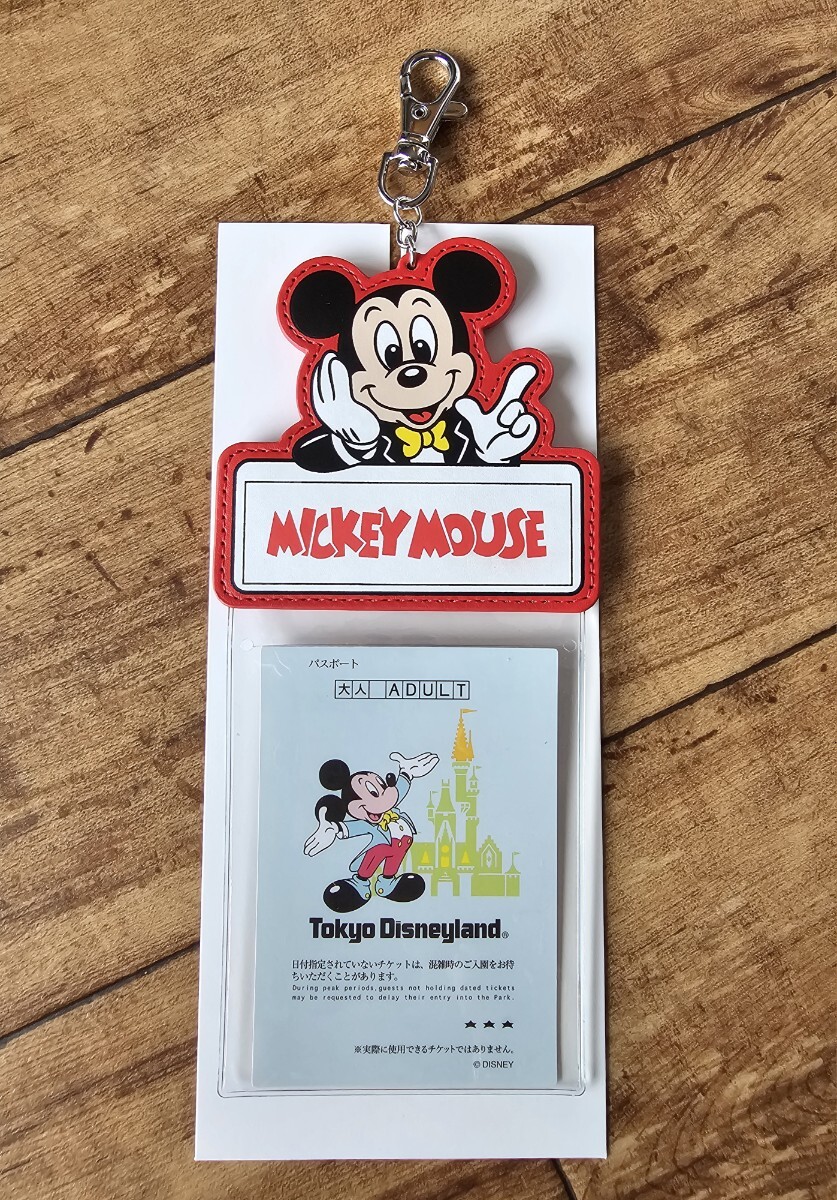 MICKEY MOUSE
パスポート
大人 ADULT
Tokyo Disneyland®
日付指定されていないチケットは、混雑時のご入園をお待
ちいただくことがあります。
During peak periods,guests not holding dated tickets
may be requested to delay their entry into the Park.
★★★
※実際に使用できるチケットではありません。
© DISNEY